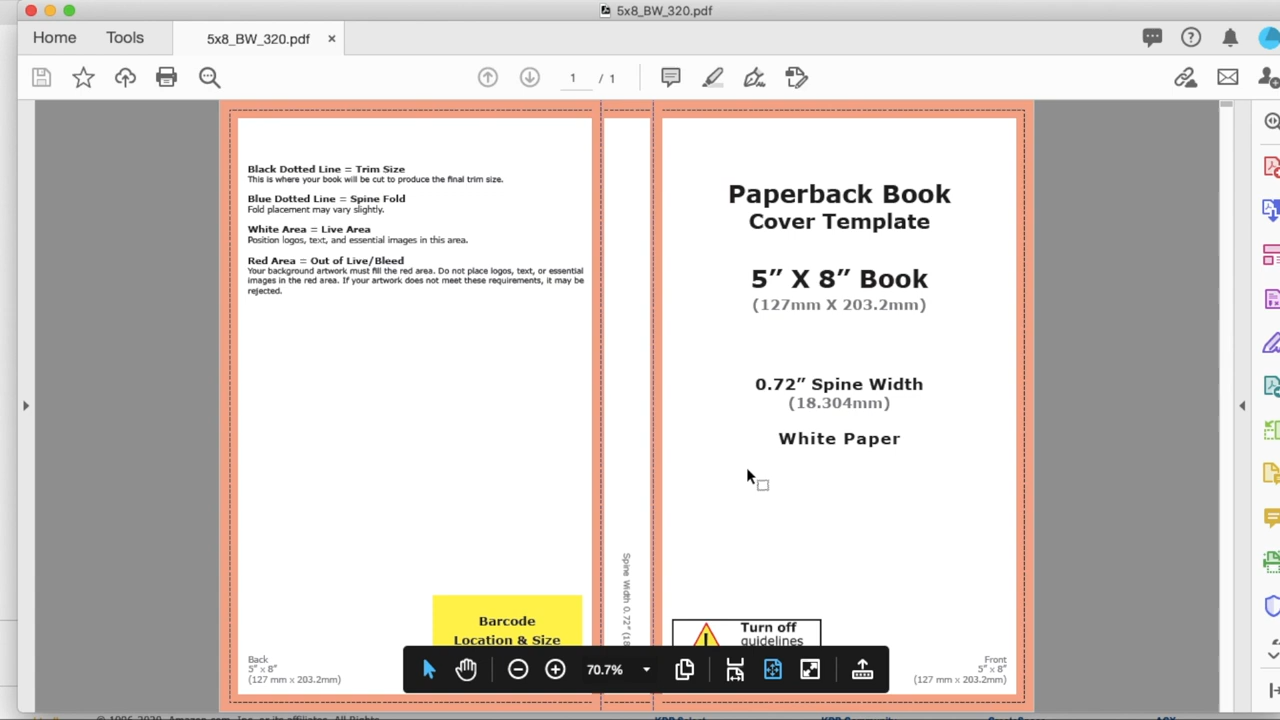 5x8_BW_320.pdf
Home
Tools
5x8_BW_320.pdf
1 / 1
Black Dotted Line = Trim Size
This is where your book will be cut to produce the final trim size.
Blue Dotted Line = Spine Fold
Fold placement may vary slightly.
White Area = Live Area
Position logos, text, and essential images in this area.
Red Area = Out of Live/Bleed
Your background artwork must fill the red area. Do not place logos, text, or essential
images in the red area. If your artwork does not meet these requirements, it may be
rejected.
Barcode
Location & Size
Back
5" x 8"
(127 mm x 203.2mm)
Spine Width 0.72" (18
Paperback Book
Cover Template
5” X 8” Book
(127mm X 203.2mm)
0.72” Spine Width
(18.304mm)
White Paper
Turn off
guidelines
Front
5" x 8"
(127 mm x 203.2mm)
70.7%